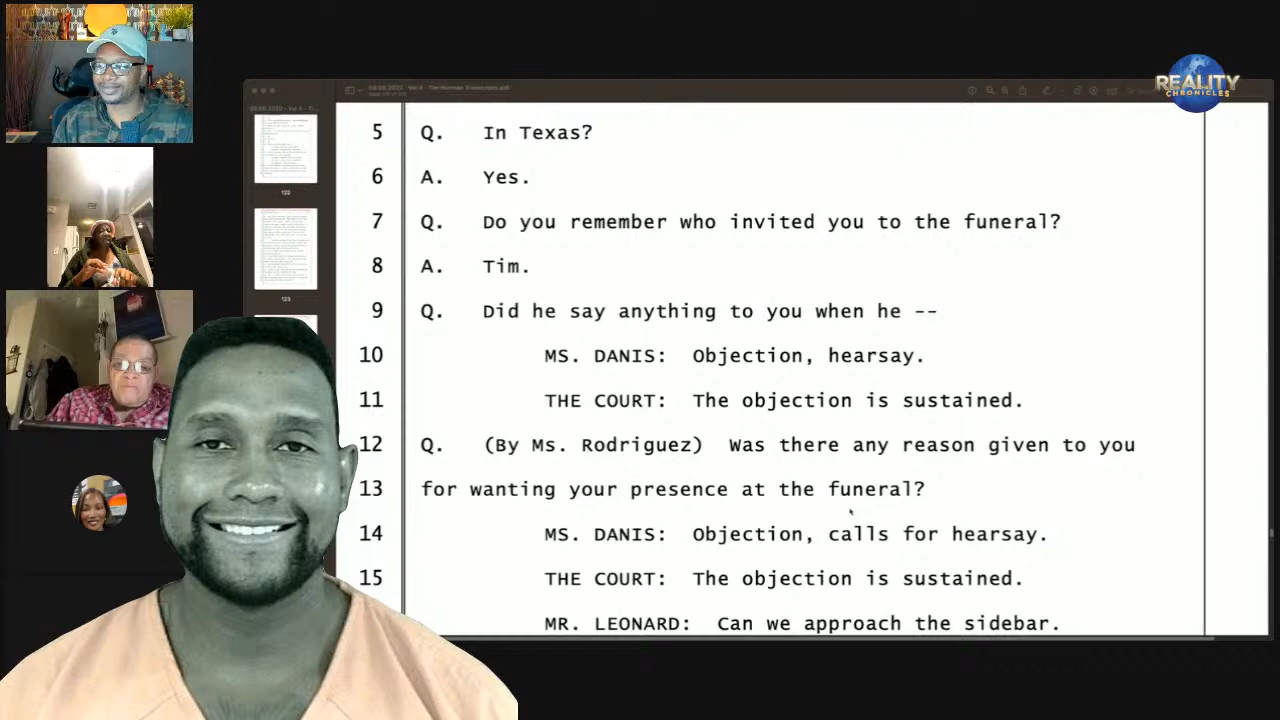 REALITY
CHRONICLES
122
123
5 Q. In Texas?
6 A. Yes.
7 Q. Do you remember who invited you to the funeral?
8 A. Tim.
9 Q. Did he say anything to you when he --
10 MS. DANIS: Objection, hearsay.
11 THE COURT: The objection is sustained.
12 Q. (By Ms. Rodriguez) Was there any reason given to you
13 for wanting your presence at the funeral?
14 MS. DANIS: Objection, calls for hearsay.
15 THE COURT: The objection is sustained.
MR. LEONARD: Can we approach the sidebar.